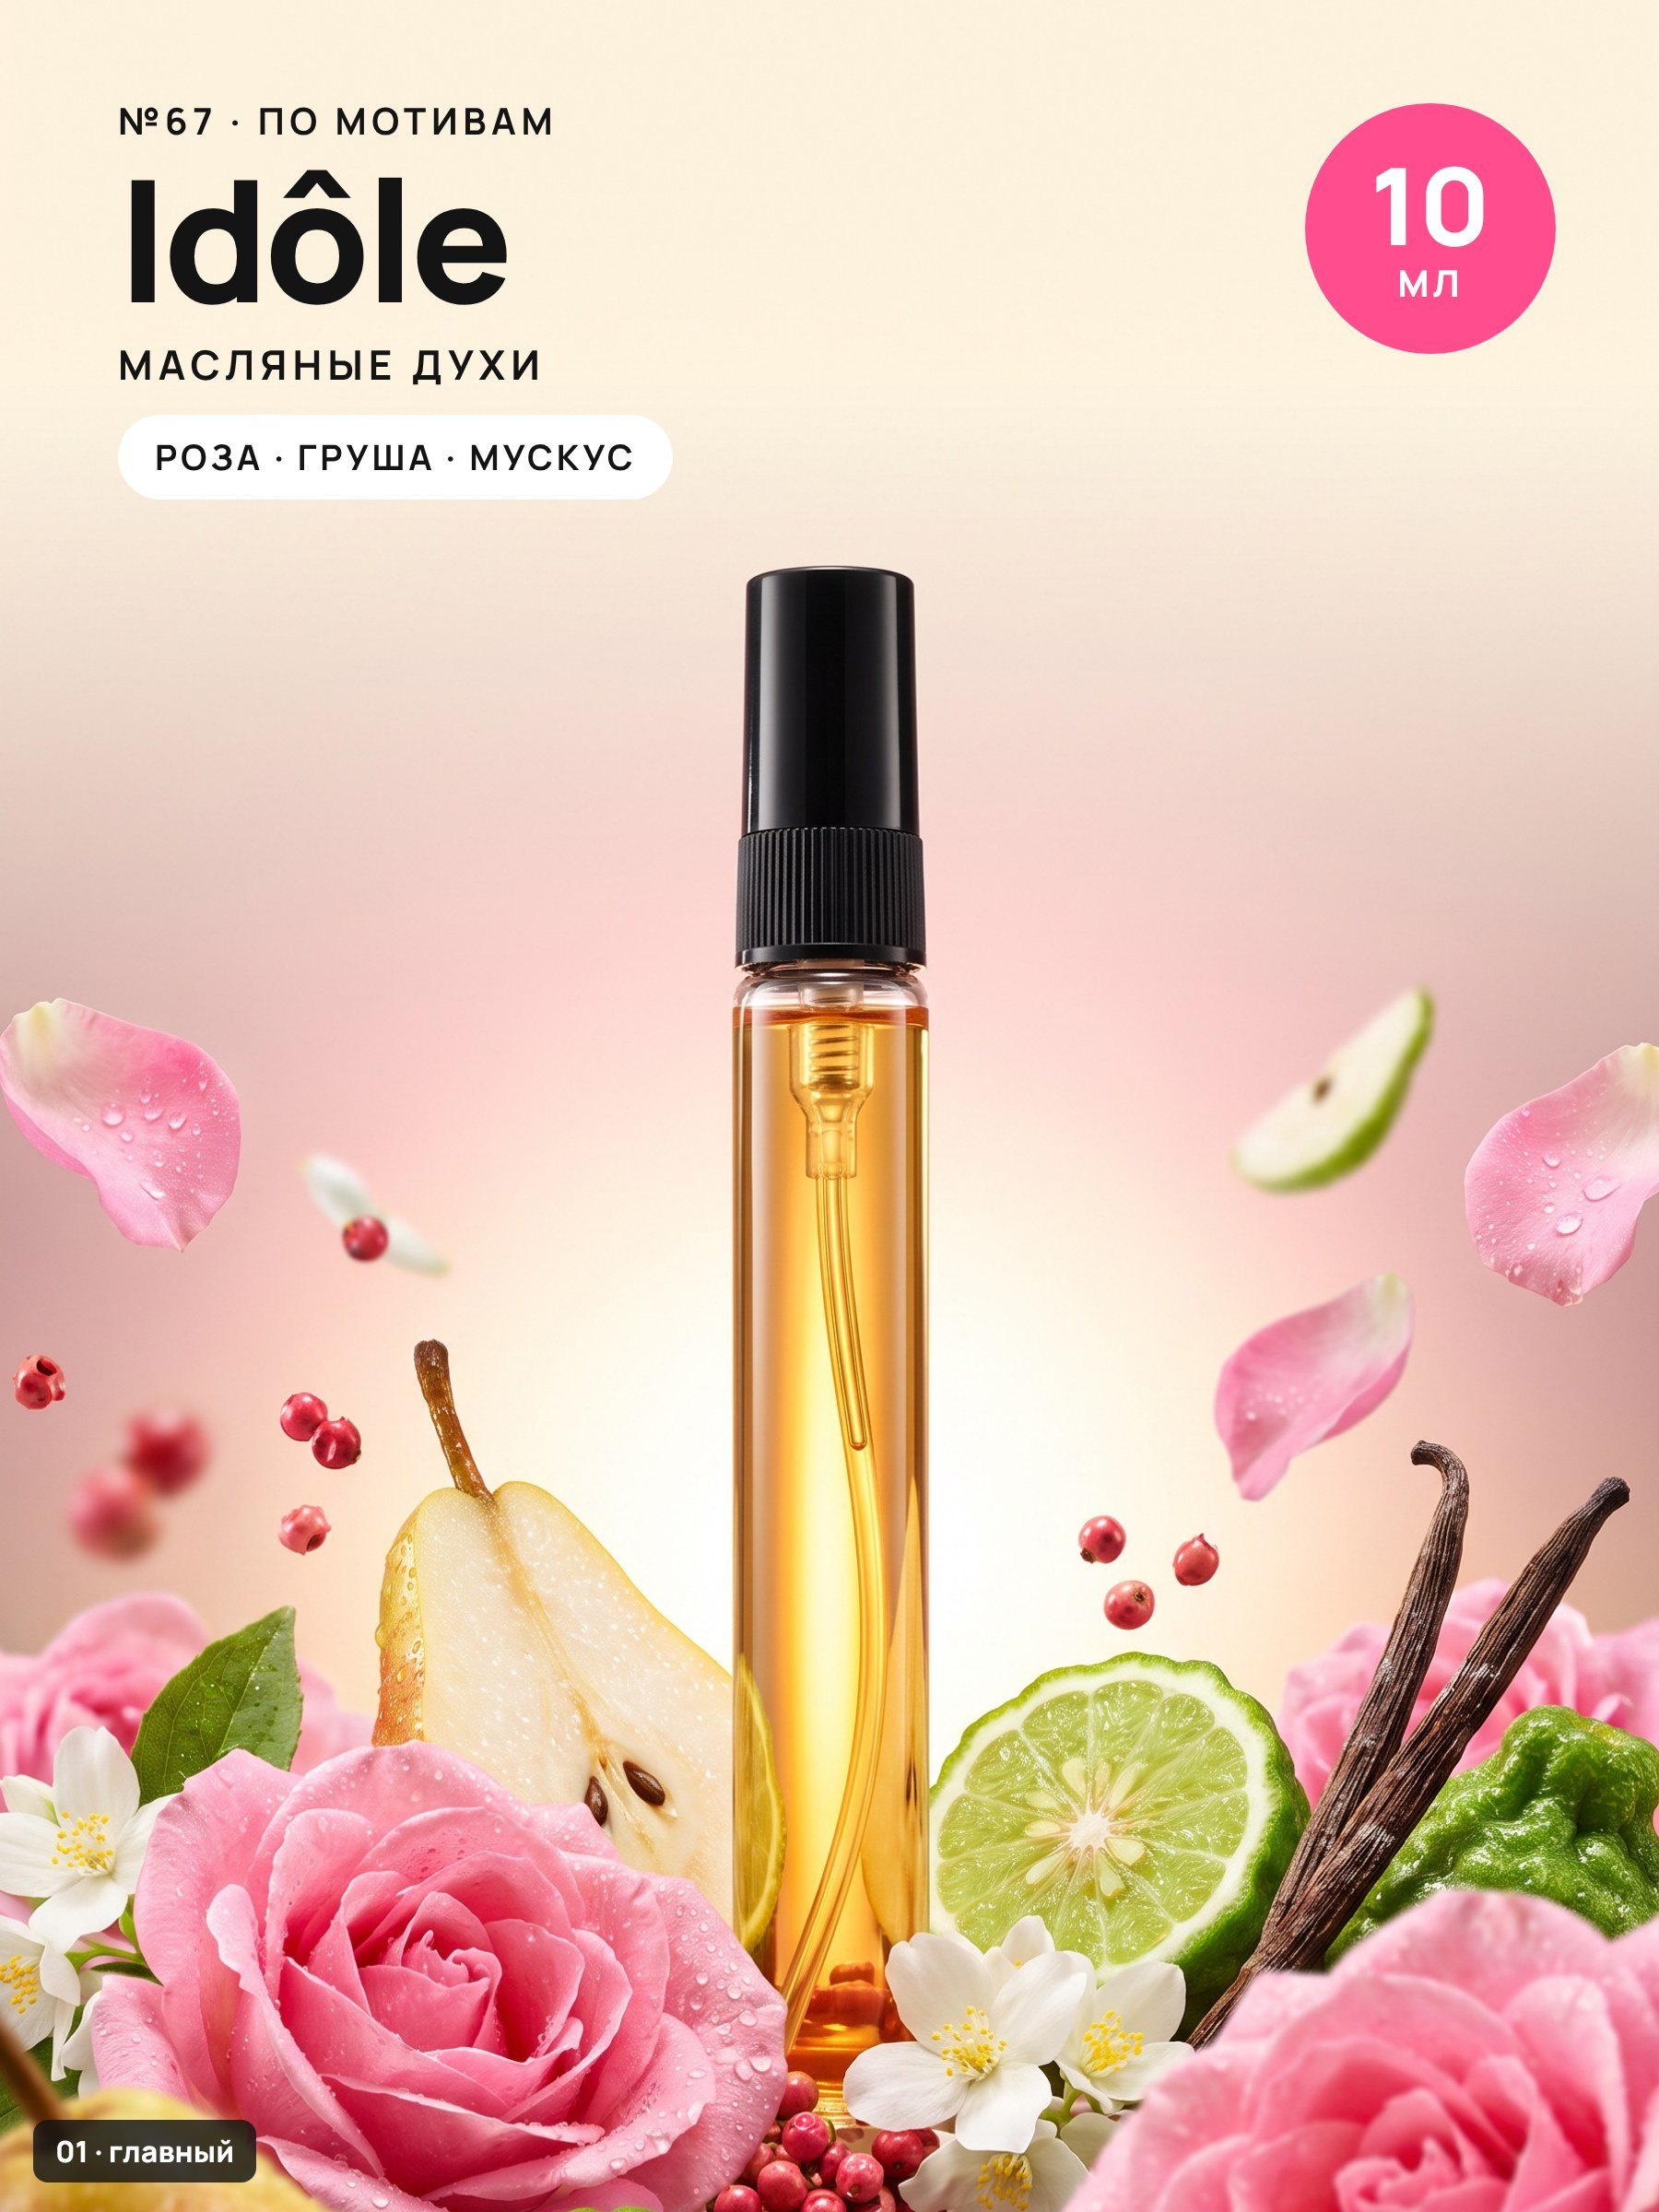 №67 · ПО МОТИВАМ
Idôle
МАСЛЯНЫЕ ДУХИ
РОЗА · ГРУША · МУСКУС
10
МЛ
01 · главный